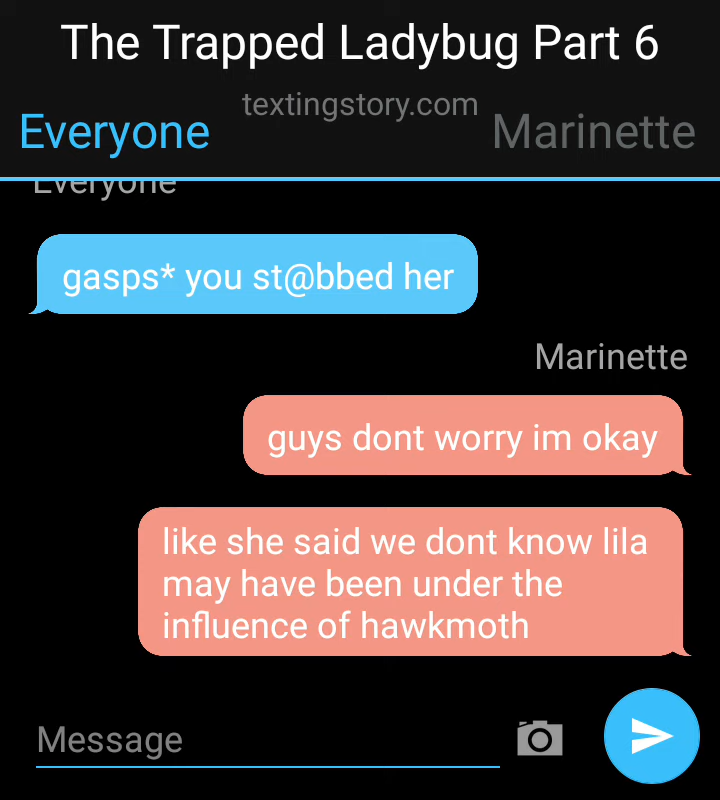 The Trapped Ladybug Part 6
textingstory.com
Everyone
Marinette
Everyone
gasps* you st@bbed her
Marinette
guys dont worry im okay
like she said we dont know lila
may have been under the
influence of hawkmoth
Message